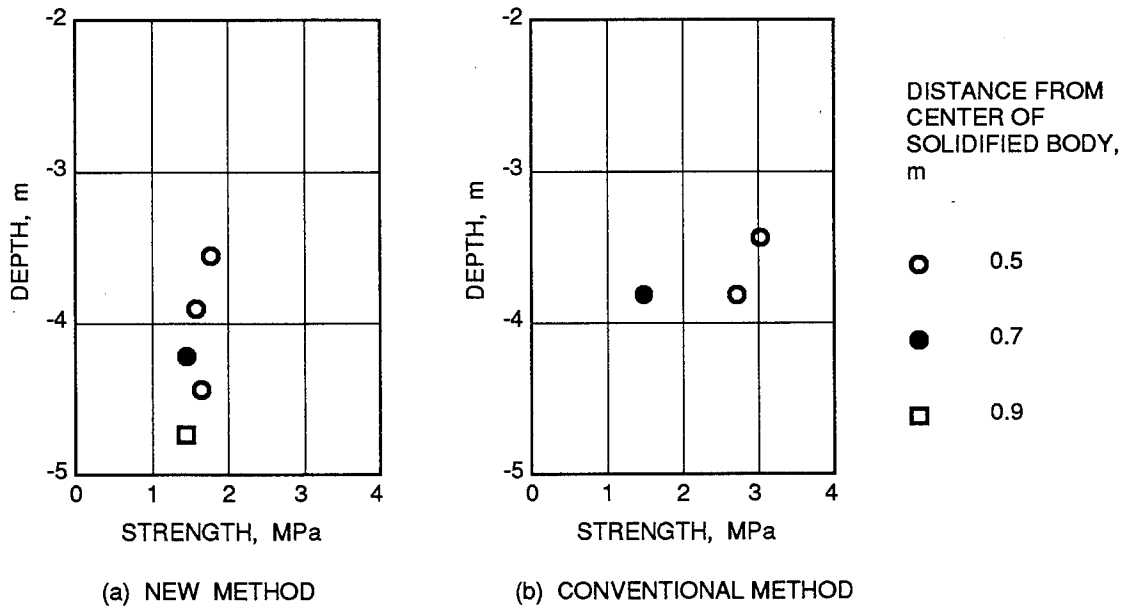 -2
-3
-4
-5
DEPTH, m
0 1 2 3 4
STRENGTH, MPa
(a) NEW METHOD
-2
-3
-4
-5
DEPTH, m
0 1 2 3 4
STRENGTH, MPa
(b) CONVENTIONAL METHOD
DISTANCE FROM
CENTER OF
SOLIDIFIED BODY,
m
0.5
0.7
0.9